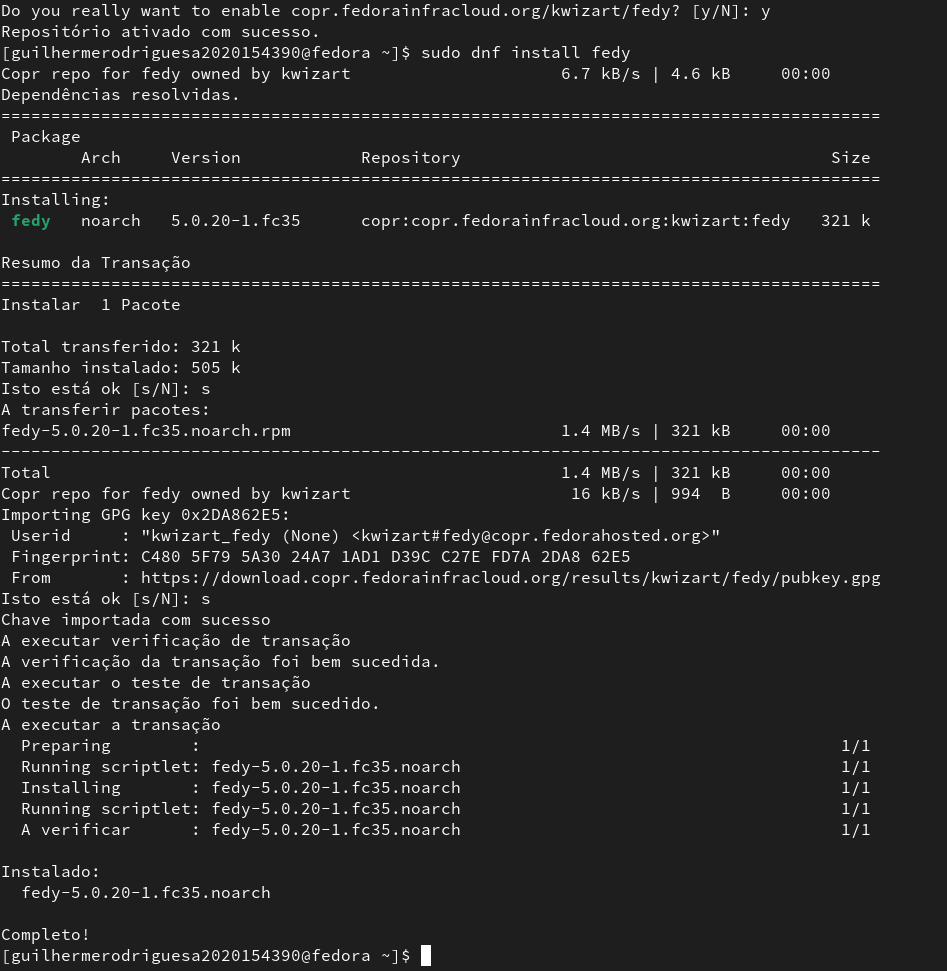 Do you really want to enable copr.fedorainfracloud.org/kwizart/fedy? [y/N]: y
Repositório ativado com sucesso.
[guilhermerodriguesa2020154390@fedora ~]$ sudo dnf install fedy
Copr repo for fedy owned by kwizart                     6.7 kB/s | 4.6 kB     00:00
Dependências resolvidas.
========================================================================================
 Package
        Arch     Version            Repository                                     Size
========================================================================================
Installing:
 fedy   noarch   5.0.20-1.fc35      copr:copr.fedorainfracloud.org:kwizart:fedy   321 k

Resumo da Transação
========================================================================================
Instalar  1 Pacote

Total transferido: 321 k
Tamanho instalado: 505 k
Isto está ok [s/N]: s
A transferir pacotes:
fedy-5.0.20-1.fc35.noarch.rpm                           1.4 MB/s | 321 kB     00:00
----------------------------------------------------------------------------------------
Total                                                   1.4 MB/s | 321 kB     00:00
Copr repo for fedy owned by kwizart                      16 kB/s | 994  B     00:00
Importing GPG key 0x2DA862E5:
 Userid     : "kwizart_fedy (None) <kwizart#fedy@copr.fedorahosted.org>"
 Fingerprint: C480 5F79 5A30 24A7 1AD1 D39C C27E FD7A 2DA8 62E5
 From       : https://download.copr.fedorainfracloud.org/results/kwizart/fedy/pubkey.gpg
Isto está ok [s/N]: s
Chave importada com sucesso
A executar verificação de transação
A verificação da transação foi bem sucedida.
A executar o teste de transação
O teste de transação foi bem sucedido.
A executar a transação
  Preparing        :                                                                1/1
  Running scriptlet: fedy-5.0.20-1.fc35.noarch                                      1/1
  Installing       : fedy-5.0.20-1.fc35.noarch                                      1/1
  Running scriptlet: fedy-5.0.20-1.fc35.noarch                                      1/1
  A verificar      : fedy-5.0.20-1.fc35.noarch                                      1/1

Instalado:
  fedy-5.0.20-1.fc35.noarch

Completo!
[guilhermerodriguesa2020154390@fedora ~]$